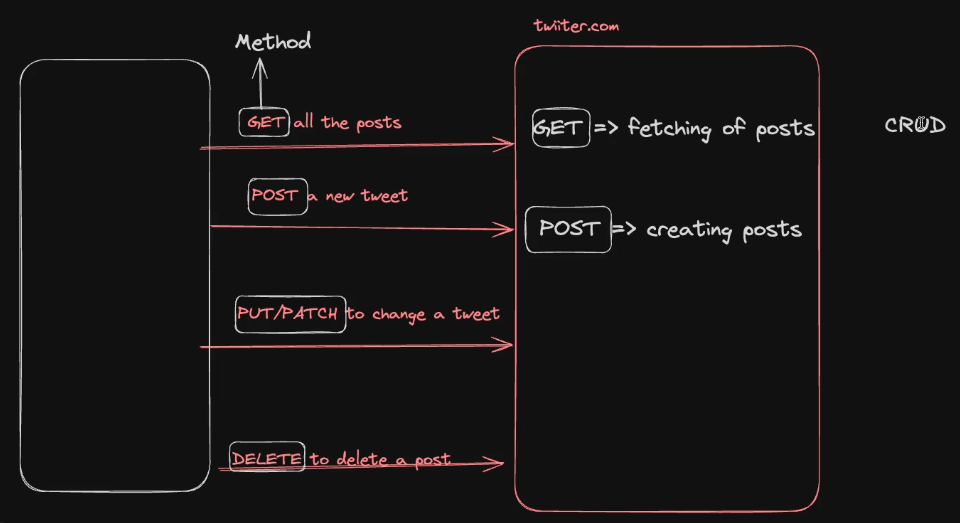 twiiter.com
Method
GET all the posts
GET => fetching of posts
CRUD
POST a new tweet
POST => creating posts
PUT/PATCH to change a tweet
DELETE to delete a post